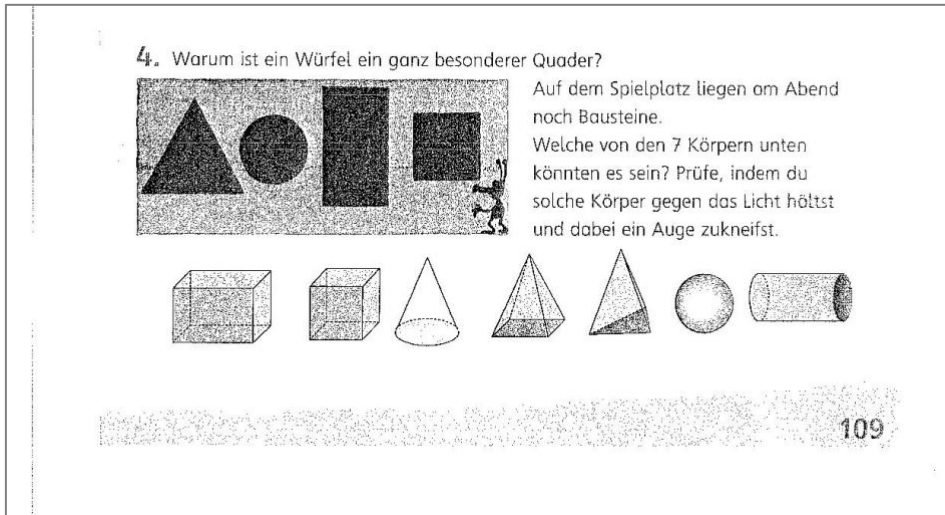 4. Warum ist ein Würfel ein ganz besonderer Quader?
Auf dem Spielplatz liegen am Abend
noch Bausteine.
Welche von den 7 Körpern unten
könnten es sein? Prüfe, indem du
solche Körper gegen das Licht hältst
und dabei ein Auge zukneifst.
109